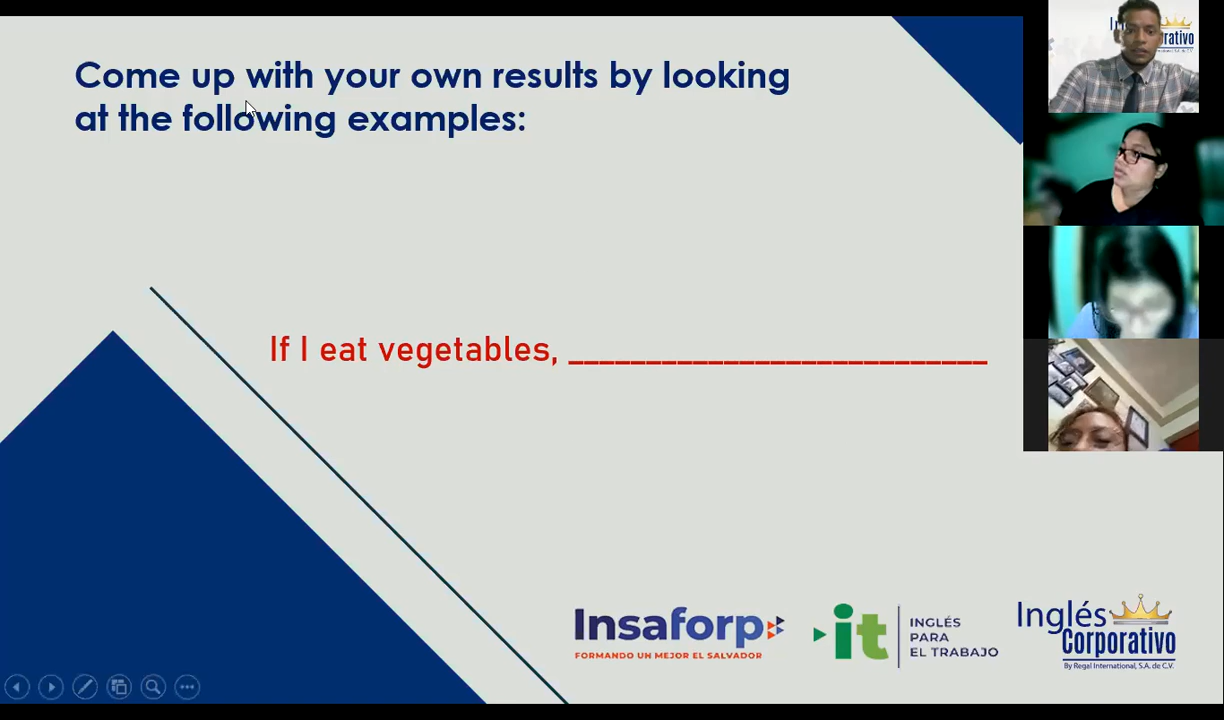 Come up with your own results by looking
at the following examples:
If I eat vegetables, ___________________________
Insaforp
FORMANDO UN MEJOR EL SALVADOR
it
INGLÉS
PARA
EL TRABAJO
Inglés
Corporativo
By Regal International, S.A. de C.V.